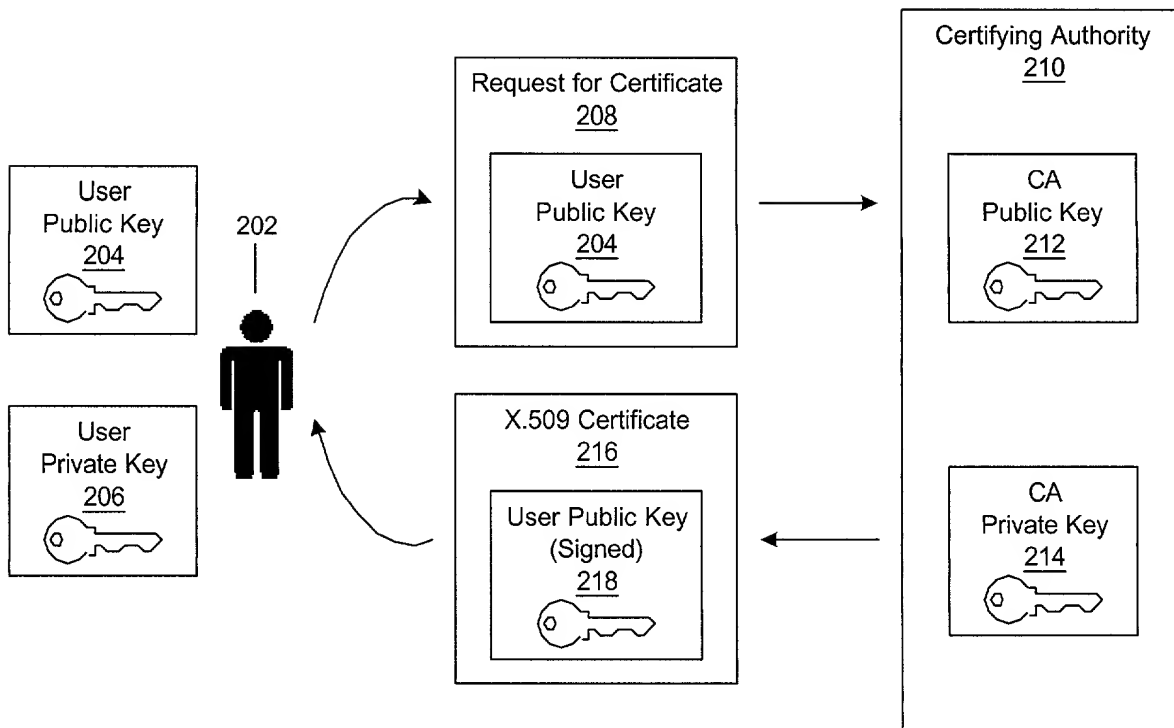 User
Public Key
204
User
Private Key
206
202
Request for Certificate
208
User
Public Key
204
X.509 Certificate
216
User Public Key
(Signed)
218
Certifying Authority
210
CA
Public Key
212
CA
Private Key
214